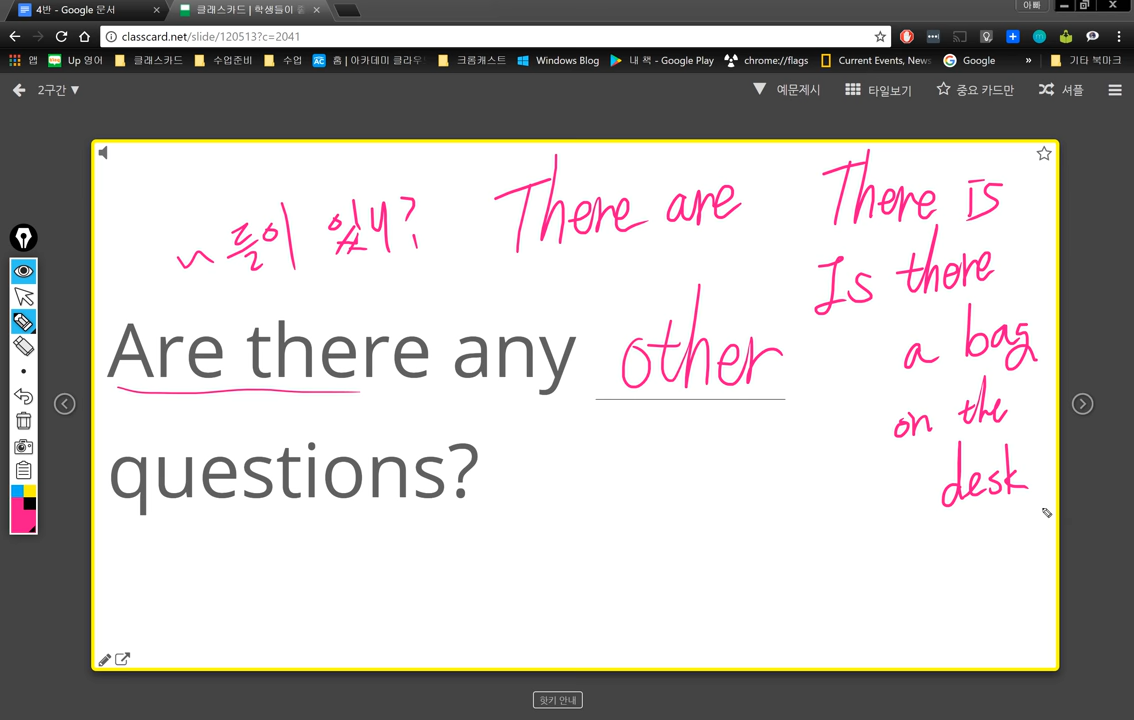 4반 - Google 문서
클래스카드 | 학생들이 를
아빠
classcard.net/slide/120513?c=2041
앱 Up 영어 클래스카드 수업준비 수업 AC 홈 | 아카데미 클라우 크롬캐스트 Windows Blog 내 책 - Google Play chrome://flags Current Events, News Google » 기타 북마크
2구간 ▼ 예문제시 타일보기 중요 카드만 셔플
~들이 있니? There are There is
Is there
Are there any other a bag
on the
questions? desk
핫키 안내